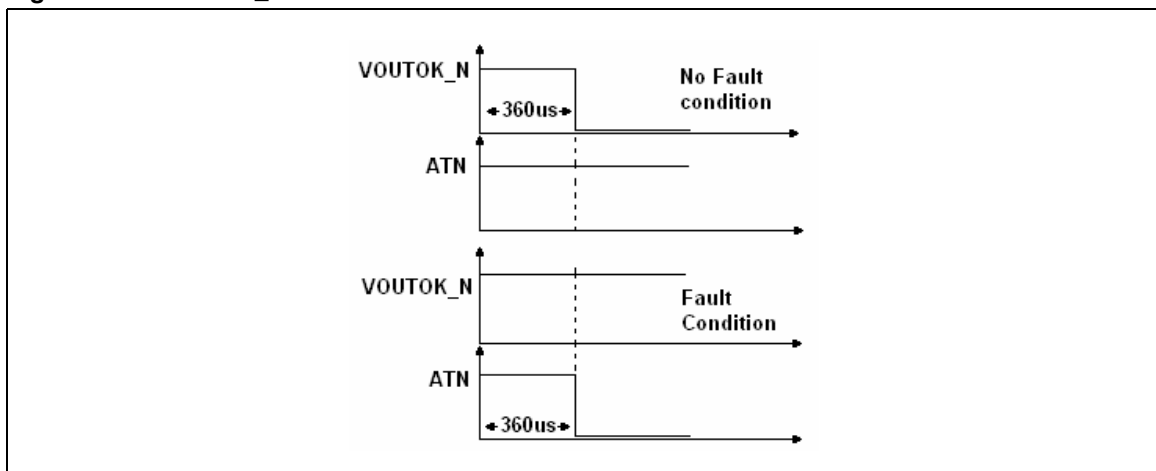 VOUTOK_N
No Fault
condition
360us
ATN
VOUTOK_N
Fault
Condition
ATN
360us